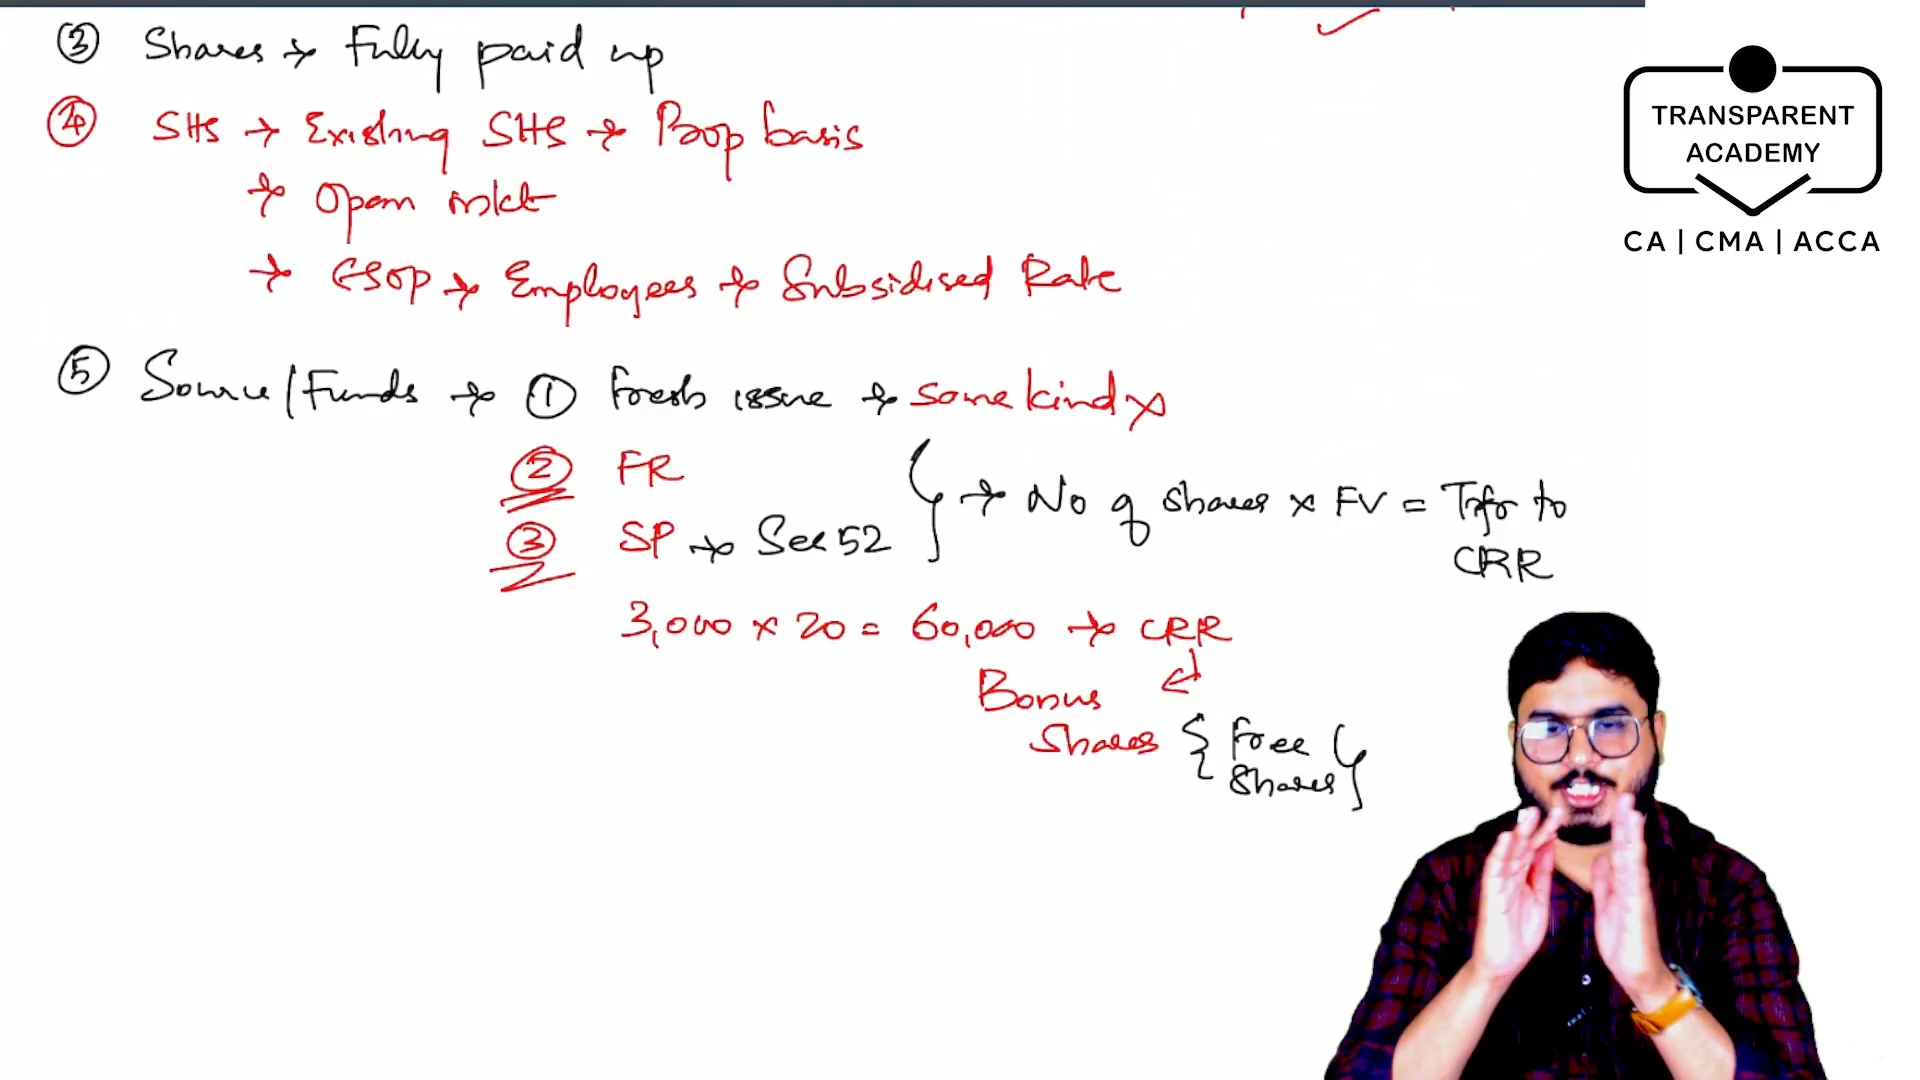 ③ Shares → Fully paid up
④ SHS → Existing SHS → Prop basis
→ Open mkt
→ ESOP → Employees → Subsidised Rate
⑤ Source/Funds → ① Fresh issue → same kind ×
② FR
③ SP → Sec 52 } → No of shares × FV = Trfr to
CRR
3,000 × 20 = 60,000 → CRR
Bonus
Shares { Free
Shares }
TRANSPARENT
ACADEMY
CA | CMA | ACCA